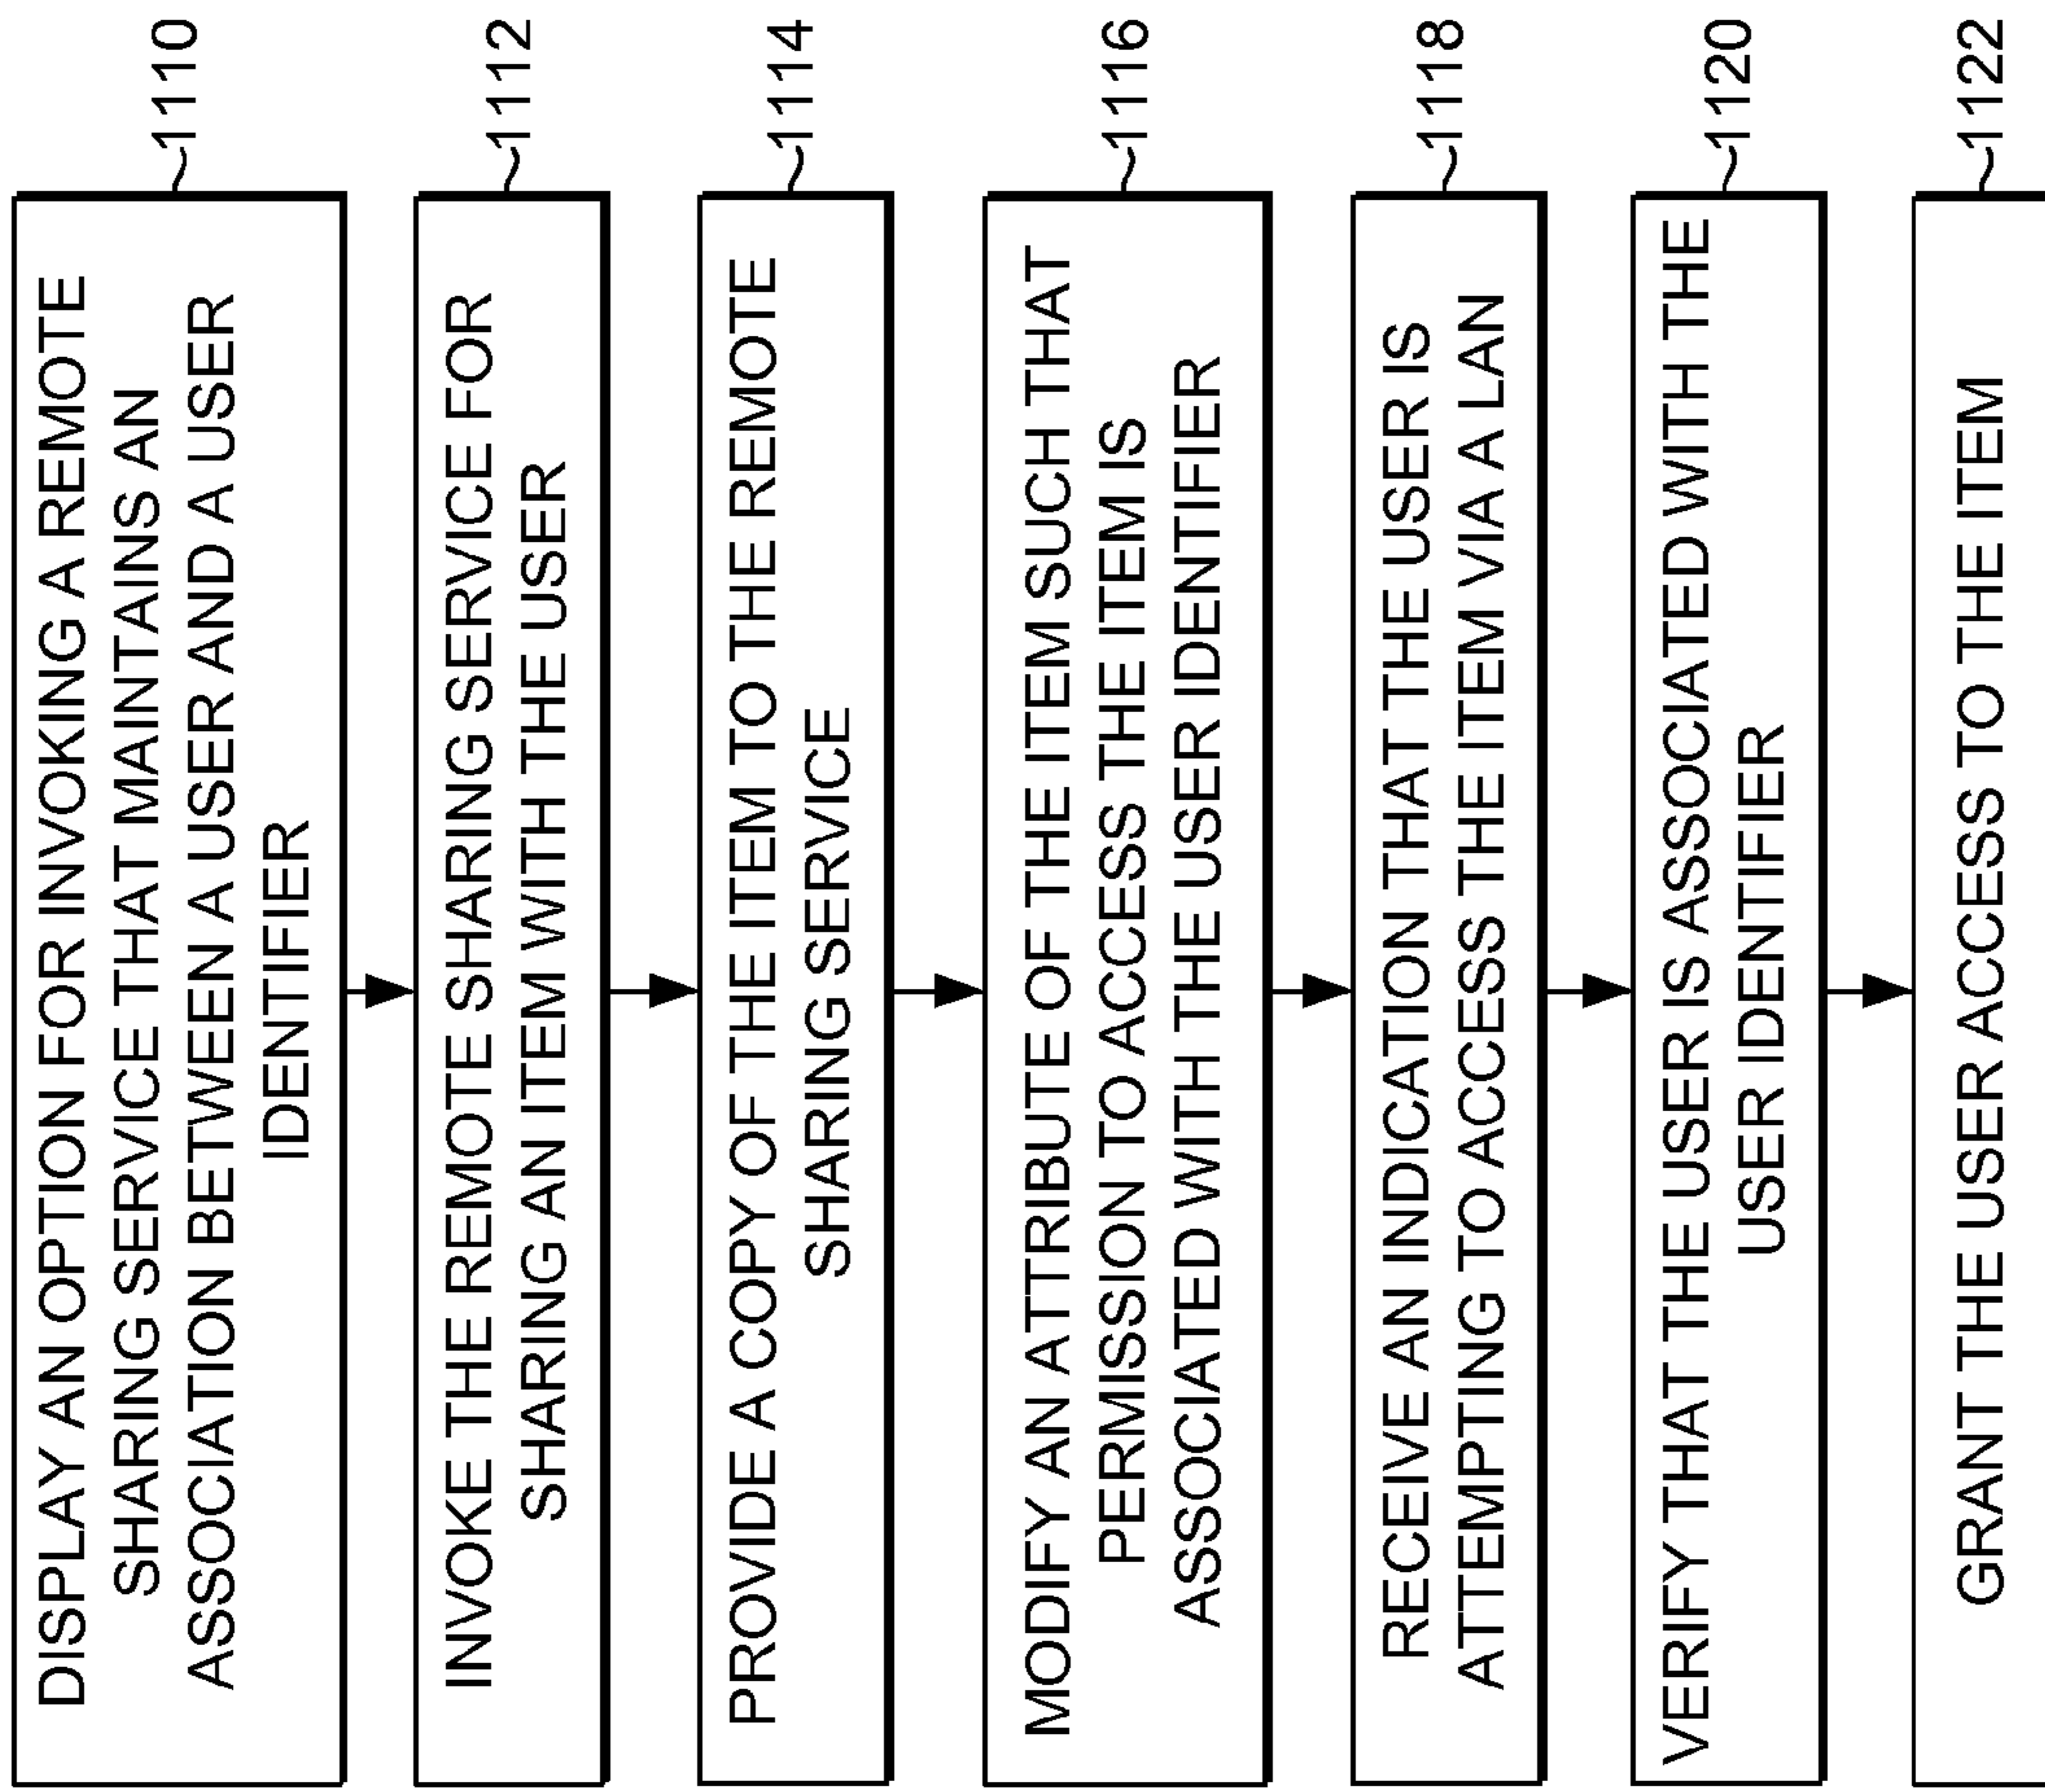 DISPLAY AN OPTION FOR INVOKING A REMOTE
SHARING SERVICE THAT MAINTAINS AN
ASSOCIATION BETWEEN A USER AND A USER
IDENTIFIER
1110
INVOKE THE REMOTE SHARING SERVICE FOR
SHARING AN ITEM WITH THE USER
1112
PROVIDE A COPY OF THE ITEM TO THE REMOTE
SHARING SERVICE
1114
MODIFY AN ATTRIBUTE OF THE ITEM SUCH THAT
PERMISSION TO ACCESS THE ITEM IS
ASSOCIATED WITH THE USER IDENTIFIER
1116
RECEIVE AN INDICATION THAT THE USER IS
ATTEMPTING TO ACCESS THE ITEM VIA A LAN
1118
VERIFY THAT THE USER IS ASSOCIATED WITH THE
USER IDENTIFIER
1120
GRANT THE USER ACCESS TO THE ITEM
1122